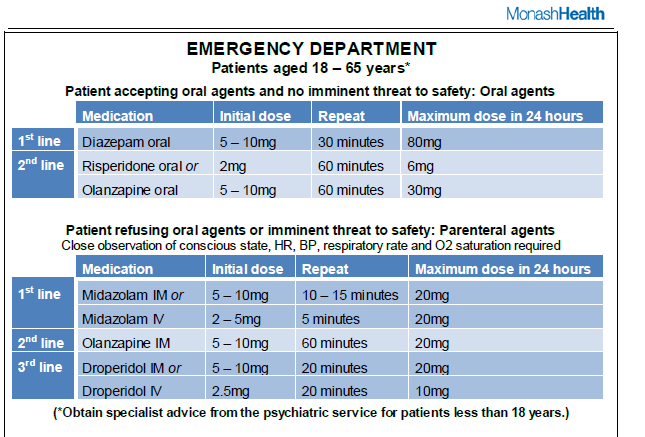 MonashHealth
EMERGENCY DEPARTMENT
Patients aged 18 – 65 years*
Patient accepting oral agents and no imminent threat to safety: Oral agents
Medication Initial dose Repeat Maximum dose in 24 hours
1st line Diazepam oral 5 – 10mg 30 minutes 80mg
2nd line Risperidone oral or 2mg 60 minutes 6mg
Olanzapine oral 5 – 10mg 60 minutes 30mg
Patient refusing oral agents or imminent threat to safety: Parenteral agents
Close observation of conscious state, HR, BP, respiratory rate and O2 saturation required
Medication Initial dose Repeat Maximum dose in 24 hours
1st line Midazolam IM or 5 – 10mg 10 – 15 minutes 20mg
Midazolam IV 2 – 5mg 5 minutes 20mg
2nd line Olanzapine IM 5 – 10mg 60 minutes 20mg
3rd line Droperidol IM or 5 – 10mg 20 minutes 20mg
Droperidol IV 2.5mg 20 minutes 10mg
(*Obtain specialist advice from the psychiatric service for patients less than 18 years.)